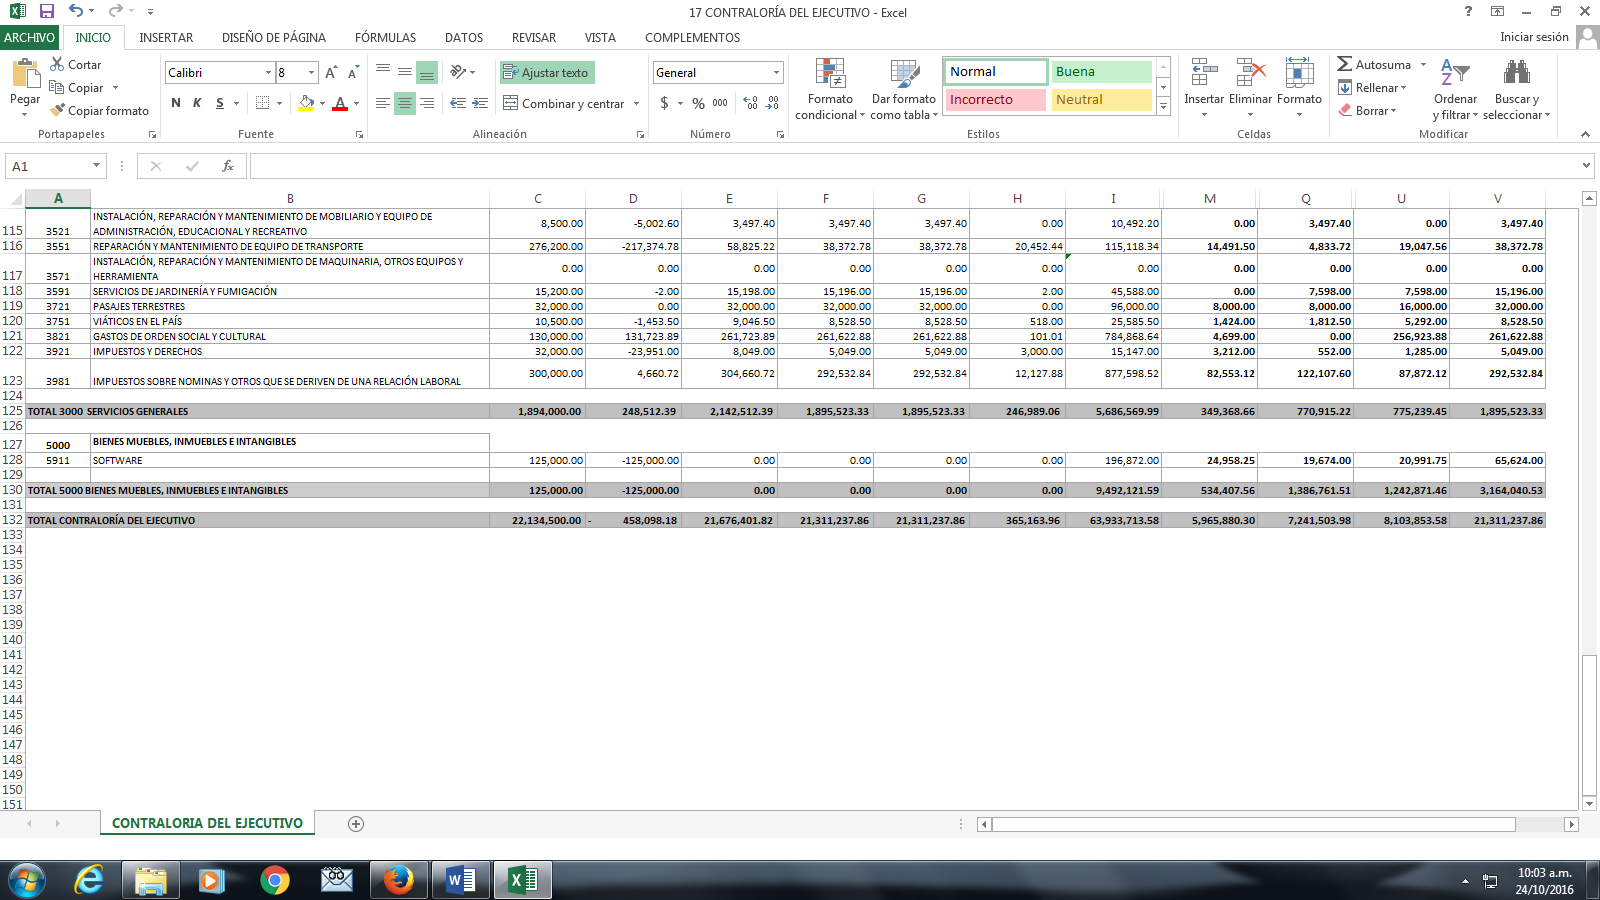 17 CONTRALORÍA DEL EJECUTIVO - Excel
ARCHIVO INICIO INSERTAR DISEÑO DE PÁGINA FÓRMULAS DATOS REVISAR VISTA COMPLEMENTOS Iniciar sesión
Pegar
Cortar
Copiar
Copiar formato
Portapapeles
Calibri 8
N K S
Fuente
Ajustar texto
Combinar y centrar
Alineación
General
$ % 000
Número
Formato condicional
Dar formato como tabla
Normal Buena
Incorrecto Neutral
Estilos
Insertar Eliminar Formato
Celdas
Autosuma
Rellenar
Borrar
Ordenar y filtrar
Buscar y seleccionar
Modificar
A1 fx
A B C D E F G H I M Q U V
115 3521 INSTALACIÓN, REPARACIÓN Y MANTENIMIENTO DE MOBILIARIO Y EQUIPO DE
ADMINISTRACIÓN, EDUCACIONAL Y RECREATIVO 8,500.00 -5,002.60 3,497.40 3,497.40 3,497.40 0.00 10,492.20 0.00 3,497.40 0.00 3,497.40
116 3551 REPARACIÓN Y MANTENIMIENTO DE EQUIPO DE TRANSPORTE 276,200.00 -217,374.78 58,825.22 38,372.78 38,372.78 20,452.44 115,118.34 14,491.50 4,833.72 19,047.56 38,372.78
117 3571 INSTALACIÓN, REPARACIÓN Y MANTENIMIENTO DE MAQUINARIA, OTROS EQUIPOS Y
HERRAMIENTA 0.00 0.00 0.00 0.00 0.00 0.00 0.00 0.00 0.00 0.00 0.00
118 3591 SERVICIOS DE JARDINERÍA Y FUMIGACIÓN 15,200.00 -2.00 15,198.00 15,196.00 15,196.00 2.00 45,588.00 0.00 7,598.00 7,598.00 15,196.00
119 3721 PASAJES TERRESTRES 32,000.00 0.00 32,000.00 32,000.00 32,000.00 0.00 96,000.00 8,000.00 8,000.00 16,000.00 32,000.00
120 3751 VIÁTICOS EN EL PAÍS 10,500.00 -1,453.50 9,046.50 8,528.50 8,528.50 518.00 25,585.50 1,424.00 1,812.50 5,292.00 8,528.50
121 3821 GASTOS DE ORDEN SOCIAL Y CULTURAL 130,000.00 131,723.89 261,723.89 261,622.88 261,622.88 101.01 784,868.64 4,699.00 0.00 256,923.88 261,622.88
122 3921 IMPUESTOS Y DERECHOS 32,000.00 -23,951.00 8,049.00 5,049.00 5,049.00 3,000.00 15,147.00 3,212.00 552.00 1,285.00 5,049.00
123 3981 IMPUESTOS SOBRE NOMINAS Y OTROS QUE SE DERIVEN DE UNA RELACIÓN LABORAL 300,000.00 4,660.72 304,660.72 292,532.84 292,532.84 12,127.88 877,598.52 82,553.12 122,107.60 87,872.12 292,532.84
124
125 TOTAL 3000 SERVICIOS GENERALES 1,894,000.00 248,512.39 2,142,512.39 1,895,523.33 1,895,523.33 246,989.06 5,686,569.99 349,368.66 770,915.22 775,239.45 1,895,523.33
126
127 5000 BIENES MUEBLES, INMUEBLES E INTANGIBLES
128 5911 SOFTWARE 125,000.00 -125,000.00 0.00 0.00 0.00 0.00 196,872.00 24,958.25 19,674.00 20,991.75 65,624.00
129
130 TOTAL 5000 BIENES MUEBLES, INMUEBLES E INTANGIBLES 125,000.00 -125,000.00 0.00 0.00 0.00 0.00 9,492,121.59 534,407.56 1,386,761.51 1,242,871.46 3,164,040.53
131
132 TOTAL CONTRALORÍA DEL EJECUTIVO 22,134,500.00 - 458,098.18 21,676,401.82 21,311,237.86 21,311,237.86 365,163.96 63,933,713.58 5,965,880.30 7,241,503.98 8,103,853.58 21,311,237.86
133
134
135
136
137
138
139
140
141
142
143
144
145
146
147
148
149
150
151
CONTRALORIA DEL EJECUTIVO
10:03 a.m.
24/10/2016